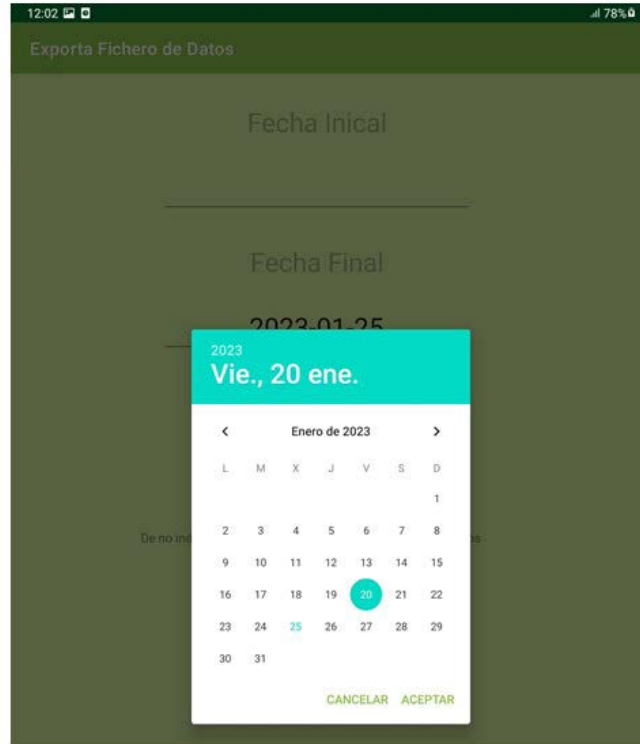 12:02 78%
Exporta Fichero de Datos
Fecha Inical
Fecha Final
2023-01-25
2023
Vie., 20 ene.
Enero de 2023
L M X J V S D
1
2 3 4 5 6 7 8
De no
9 10 11 12 13 14 15
16 17 18 19 20 21 22
23 24 25 26 27 28 29
30 31
CANCELAR ACEPTAR